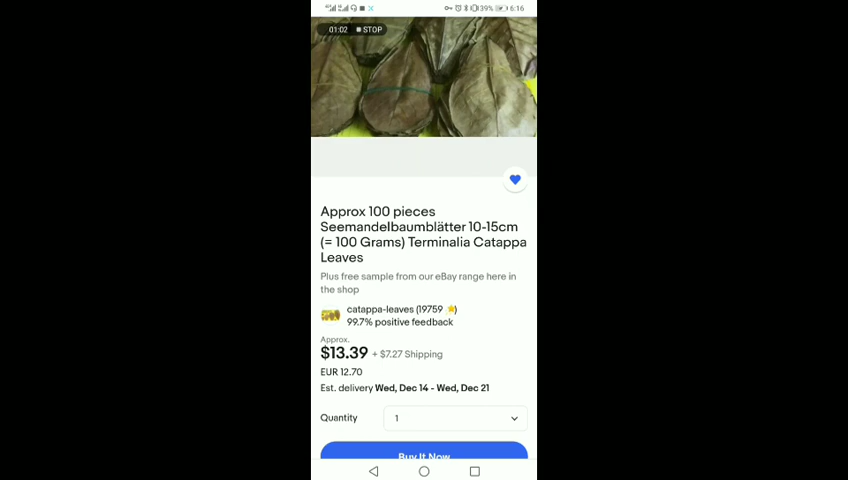 39% 6:16
01:02 STOP
Approx 100 pieces
Seemandelbaumblätter 10-15cm
(= 100 Grams) Terminalia Catappa
Leaves
Plus free sample from our eBay range here in
the shop
catappa-leaves (19759 ⭐)
99.7% positive feedback
Approx.
$13.39 + $7.27 Shipping
EUR 12.70
Est. delivery Wed, Dec 14 - Wed, Dec 21
Quantity 1
Buy It Now